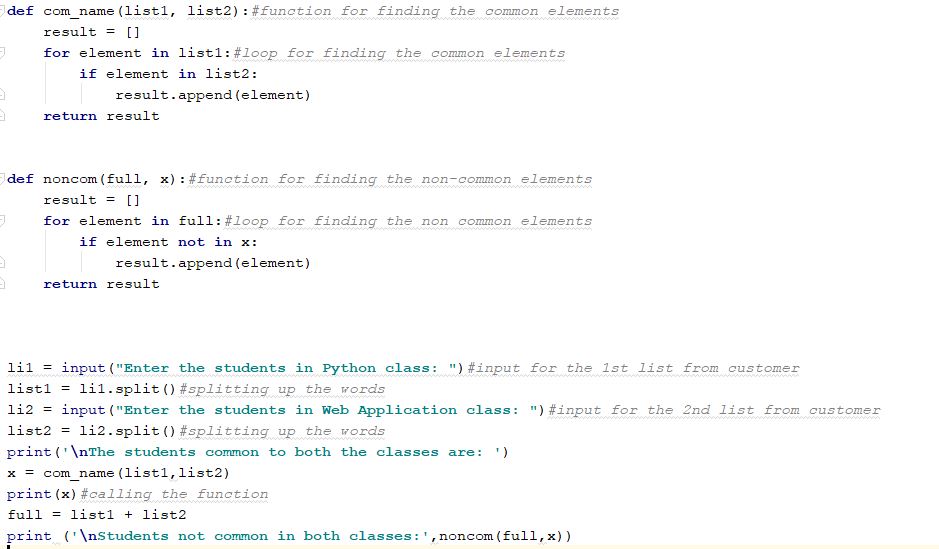 def com_name(list1, list2):#function for finding the common elements
    result = []
    for element in list1:#loop for finding the common elements
        if element in list2:
            result.append(element)
    return result
def noncom(full, x):#function for finding the non-common elements
    result = []
    for element in full:#loop for finding the non common elements
        if element not in x:
            result.append(element)
    return result
li1 = input("Enter the students in Python class: ")#input for the 1st list from customer
list1 = li1.split()#splitting up the words
li2 = input("Enter the students in Web Application class: ")#input for the 2nd list from customer
list2 = li2.split()#splitting up the words
print('\nThe students common to both the classes are: ')
x = com_name(list1,list2)
print(x)#calling the function
full = list1 + list2
print ('\nStudents not common in both classes:',noncom(full,x))